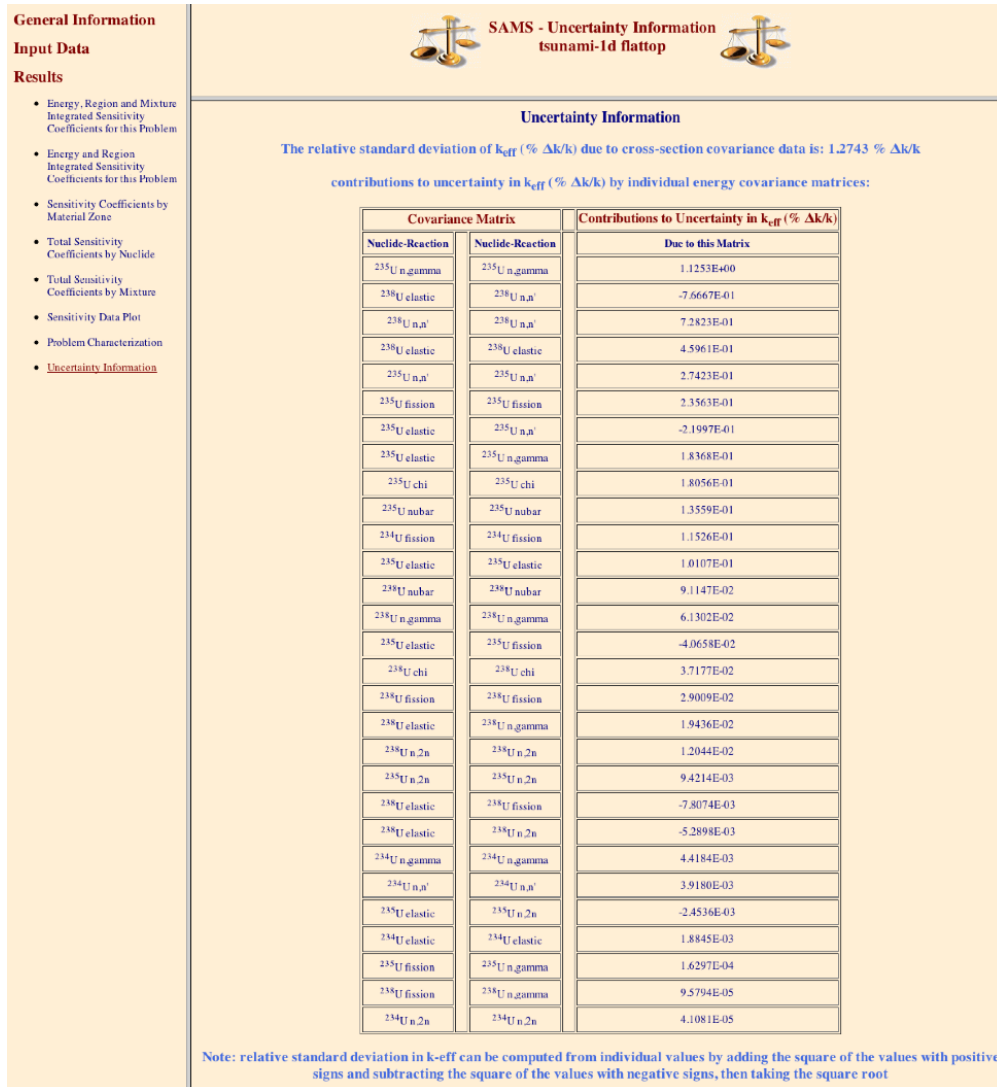 General Information
Input Data
Results
Energy, Region and Mixture
Integrated Sensitivity
Coefficients for this Problem
Energy and Region
Integrated Sensitivity
Coefficients for this Problem
Sensitivity Coefficients by
Material Zone
Total Sensitivity
Coefficients by Nuclide
Total Sensitivity
Coefficients by Mixture
Sensitivity Data Plot
Problem Characterization
Uncertainty Information
SAMS - Uncertainty Information
tsunami-1d flattop
Uncertainty Information
The relative standard deviation of keff (% Δk/k) due to cross-section covariance data is: 1.2743 % Δk/k
contributions to uncertainty in keff (% Δk/k) by individual energy covariance matrices:
Covariance Matrix Contributions to Uncertainty in keff (% Δk/k)
Nuclide-Reaction Nuclide-Reaction Due to this Matrix
235U n,gamma 235U n,gamma 1.1253E+00
238U elastic 238U n,n' -7.6667E-01
238U n,n' 238U n,n' 7.2823E-01
238U elastic 238U elastic 4.5961E-01
235U n,n' 235U n,n' 2.7423E-01
235U fission 235U fission 2.3563E-01
235U elastic 235U n,n' -2.1997E-01
235U elastic 235U n,gamma 1.8368E-01
235U chi 235U chi 1.8056E-01
235U nubar 235U nubar 1.3559E-01
234U fission 234U fission 1.1526E-01
235U elastic 235U elastic 1.0107E-01
238U nubar 238U nubar 9.1147E-02
238U n,gamma 238U n,gamma 6.1302E-02
235U elastic 235U fission -4.0658E-02
238U chi 238U chi 3.7177E-02
238U fission 238U fission 2.9009E-02
238U elastic 238U n,gamma 1.9436E-02
238U n,2n 238U n,2n 1.2044E-02
235U n,2n 235U n,2n 9.4214E-03
238U elastic 238U fission -7.8074E-03
238U elastic 238U n,2n -5.2898E-03
234U n,gamma 234U n,gamma 4.4184E-03
234U n,n' 234U n,n' 3.9180E-03
235U elastic 235U n,2n -2.4536E-03
234U elastic 234U elastic 1.8845E-03
235U fission 235U n,gamma 1.6297E-04
238U fission 238U n,gamma 9.5794E-05
234U n,2n 234U n,2n 4.1081E-05
Note: relative standard deviation in k-eff can be computed from individual values by adding the square of the values with positive
signs and subtracting the square of the values with negative signs, then taking the square root